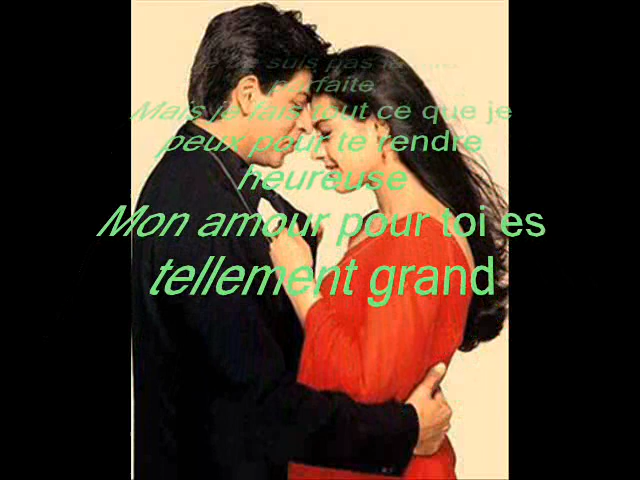 suis pas
parfaite
Mais je fais tout ce que je
peux pour te rendre
heureuse
Mon amour pour toi es
tellement grand